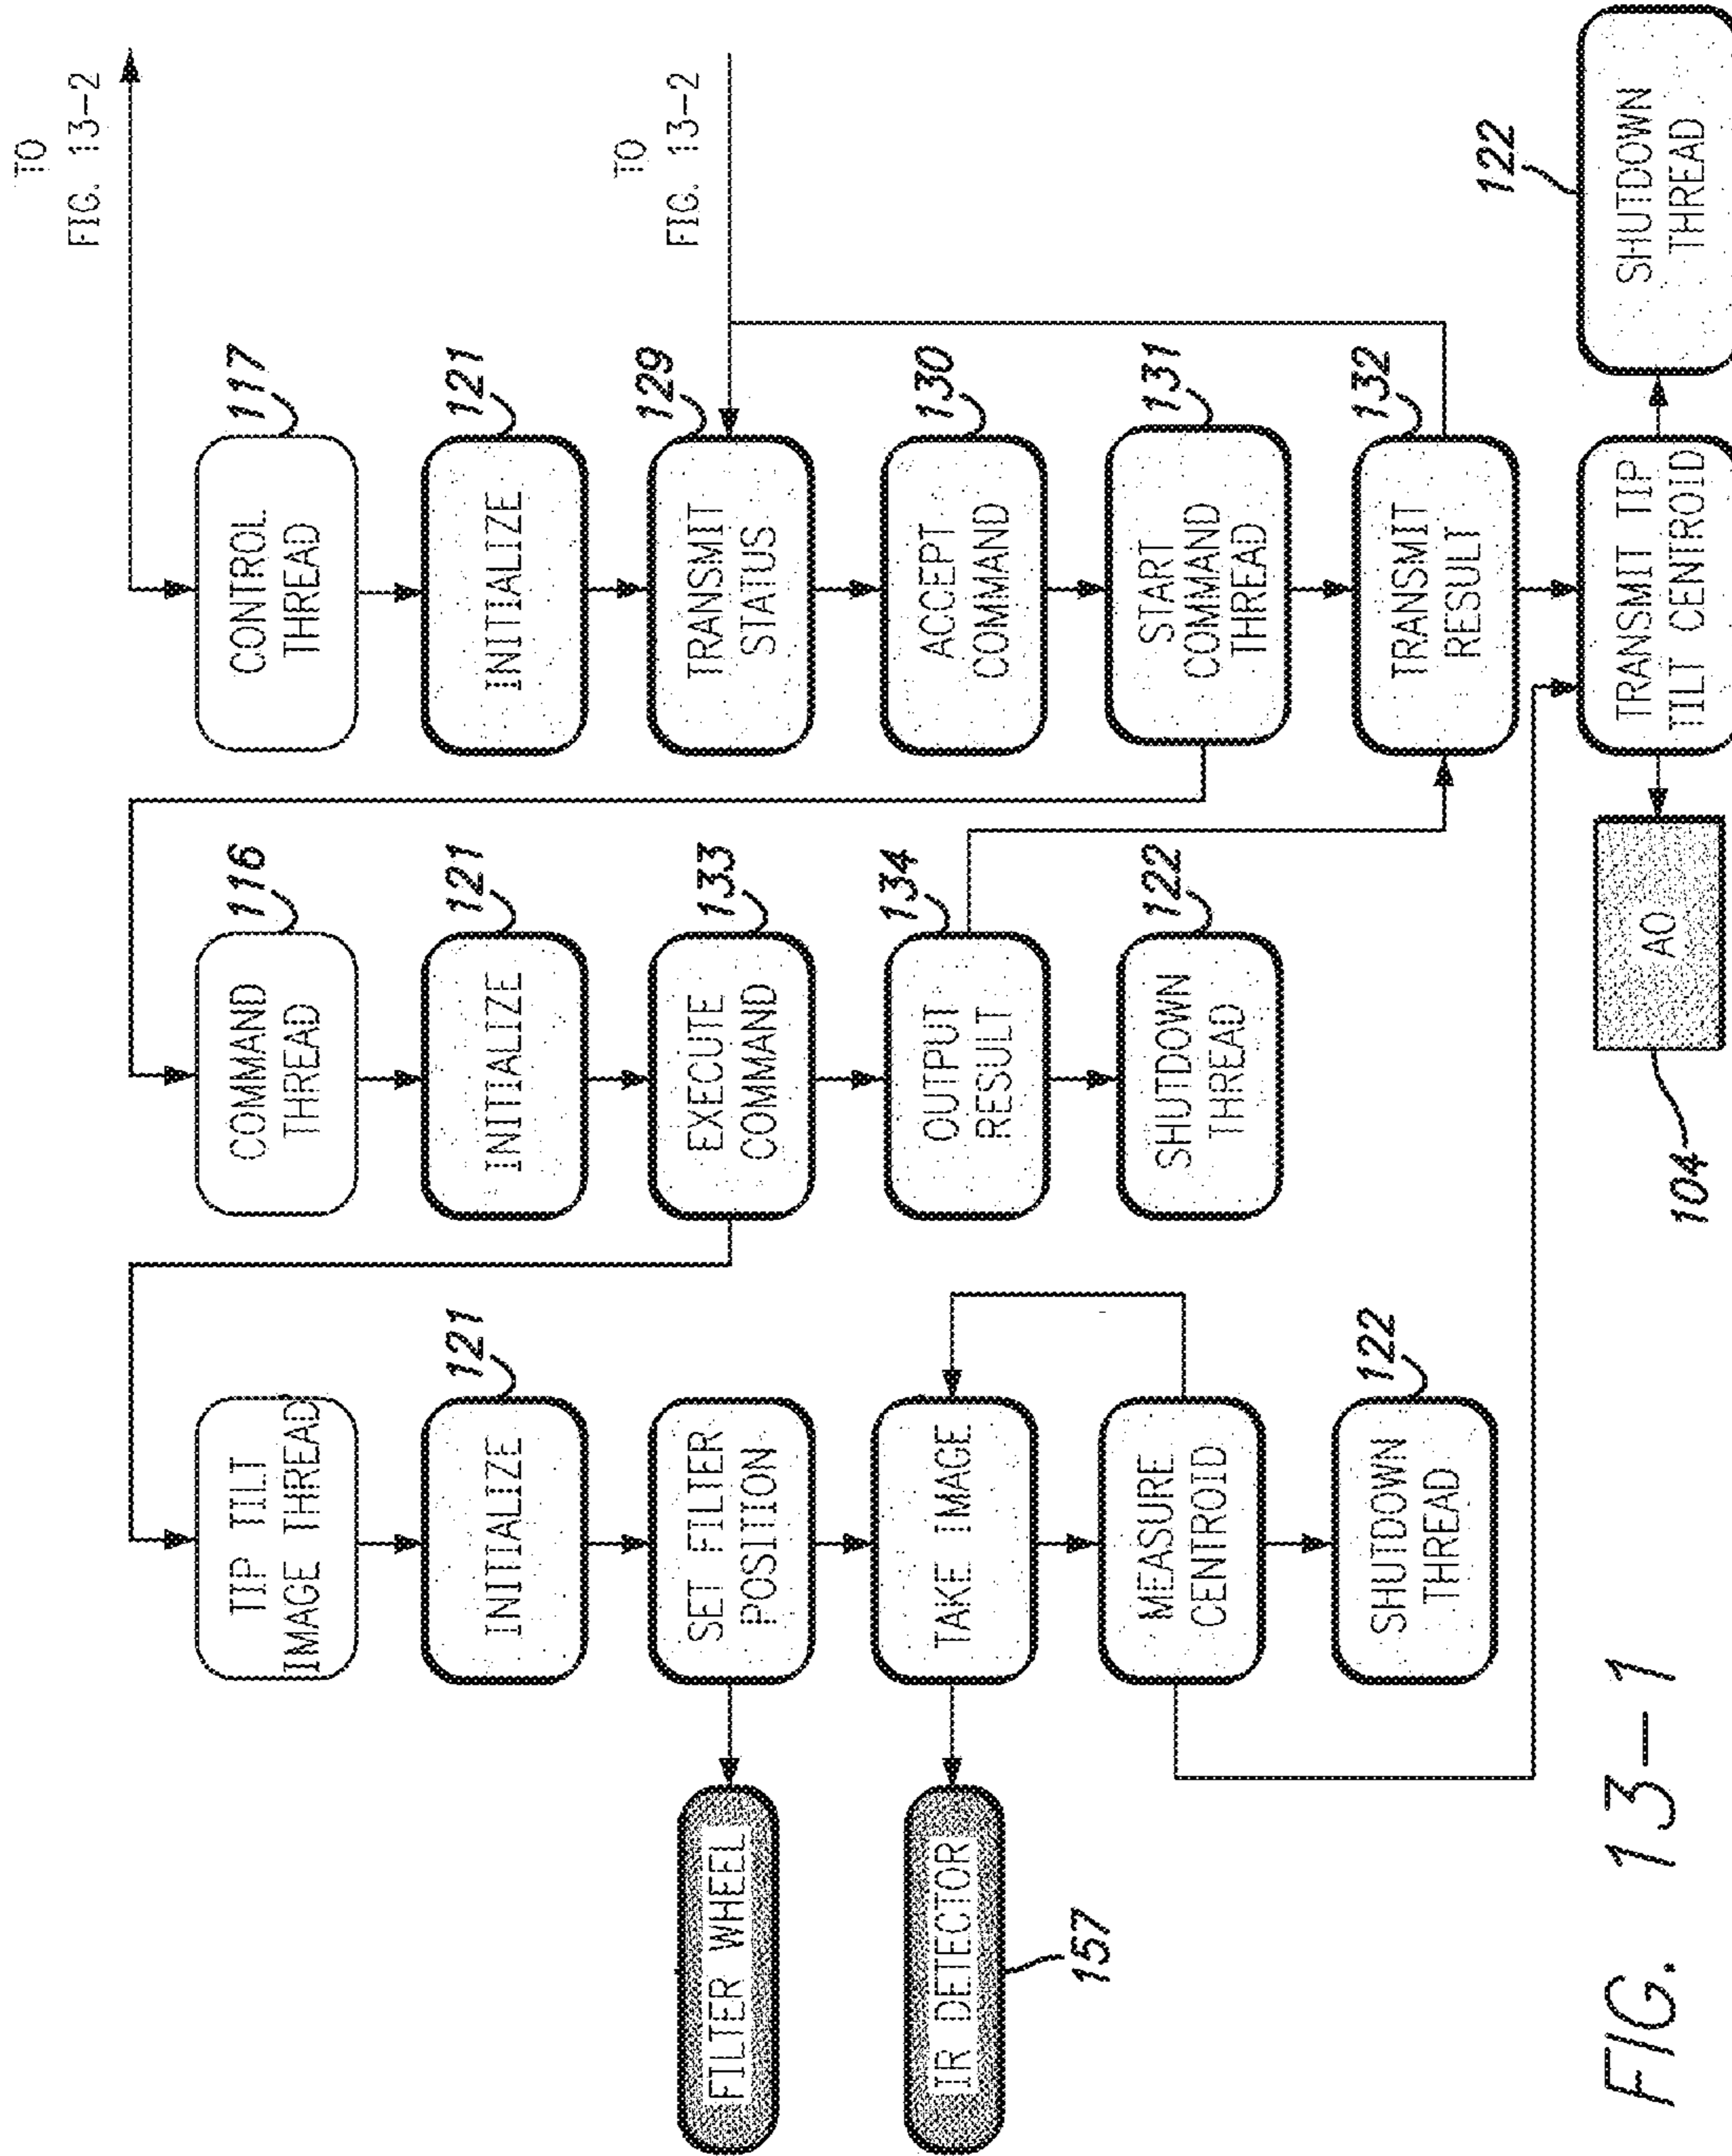 TO
FIG. 13-2
TO
FIG. 13-2
TIP TILT
IMAGE THREAD
121
INITIALIZE
SET FILTER
POSITION
FILTER WHEEL
TAKE IMAGE
IR DETECTOR
157
MEASURE
CENTROID
122
SHUTDOWN
THREAD
116
COMMAND
THREAD
121
INITIALIZE
133
EXECUTE
COMMAND
134
OUTPUT
RESULT
122
SHUTDOWN
THREAD
117
CONTROL
THREAD
121
INITIALIZE
129
TRANSMIT
STATUS
130
ACCEPT
COMMAND
131
START
COMMAND
THREAD
132
TRANSMIT
RESULT
104
AO
TRANSMIT TIP
TILT CENTROID
122
SHUTDOWN
THREAD
FIG. 13-1